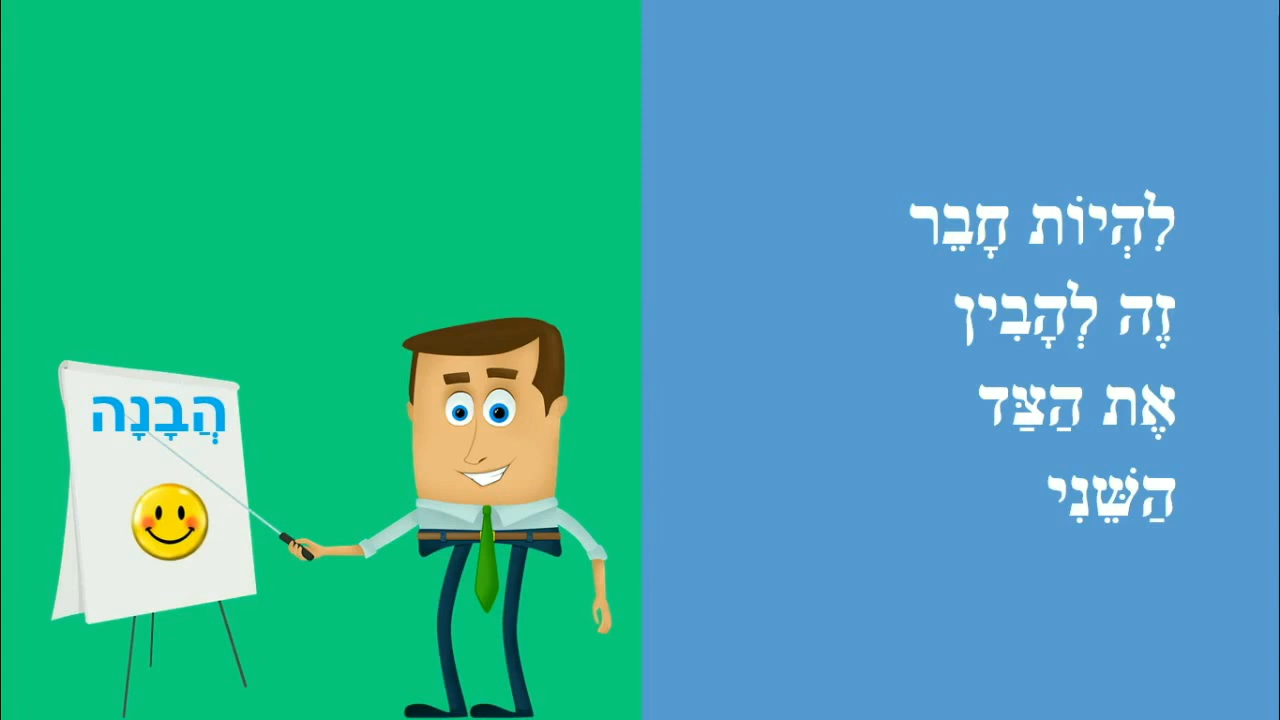 לִהְיוֹת חָבֵר
זֶה לְהָבִין
אֶת הַצַּד
הַשֵּׁנִי
הֲבָנָה